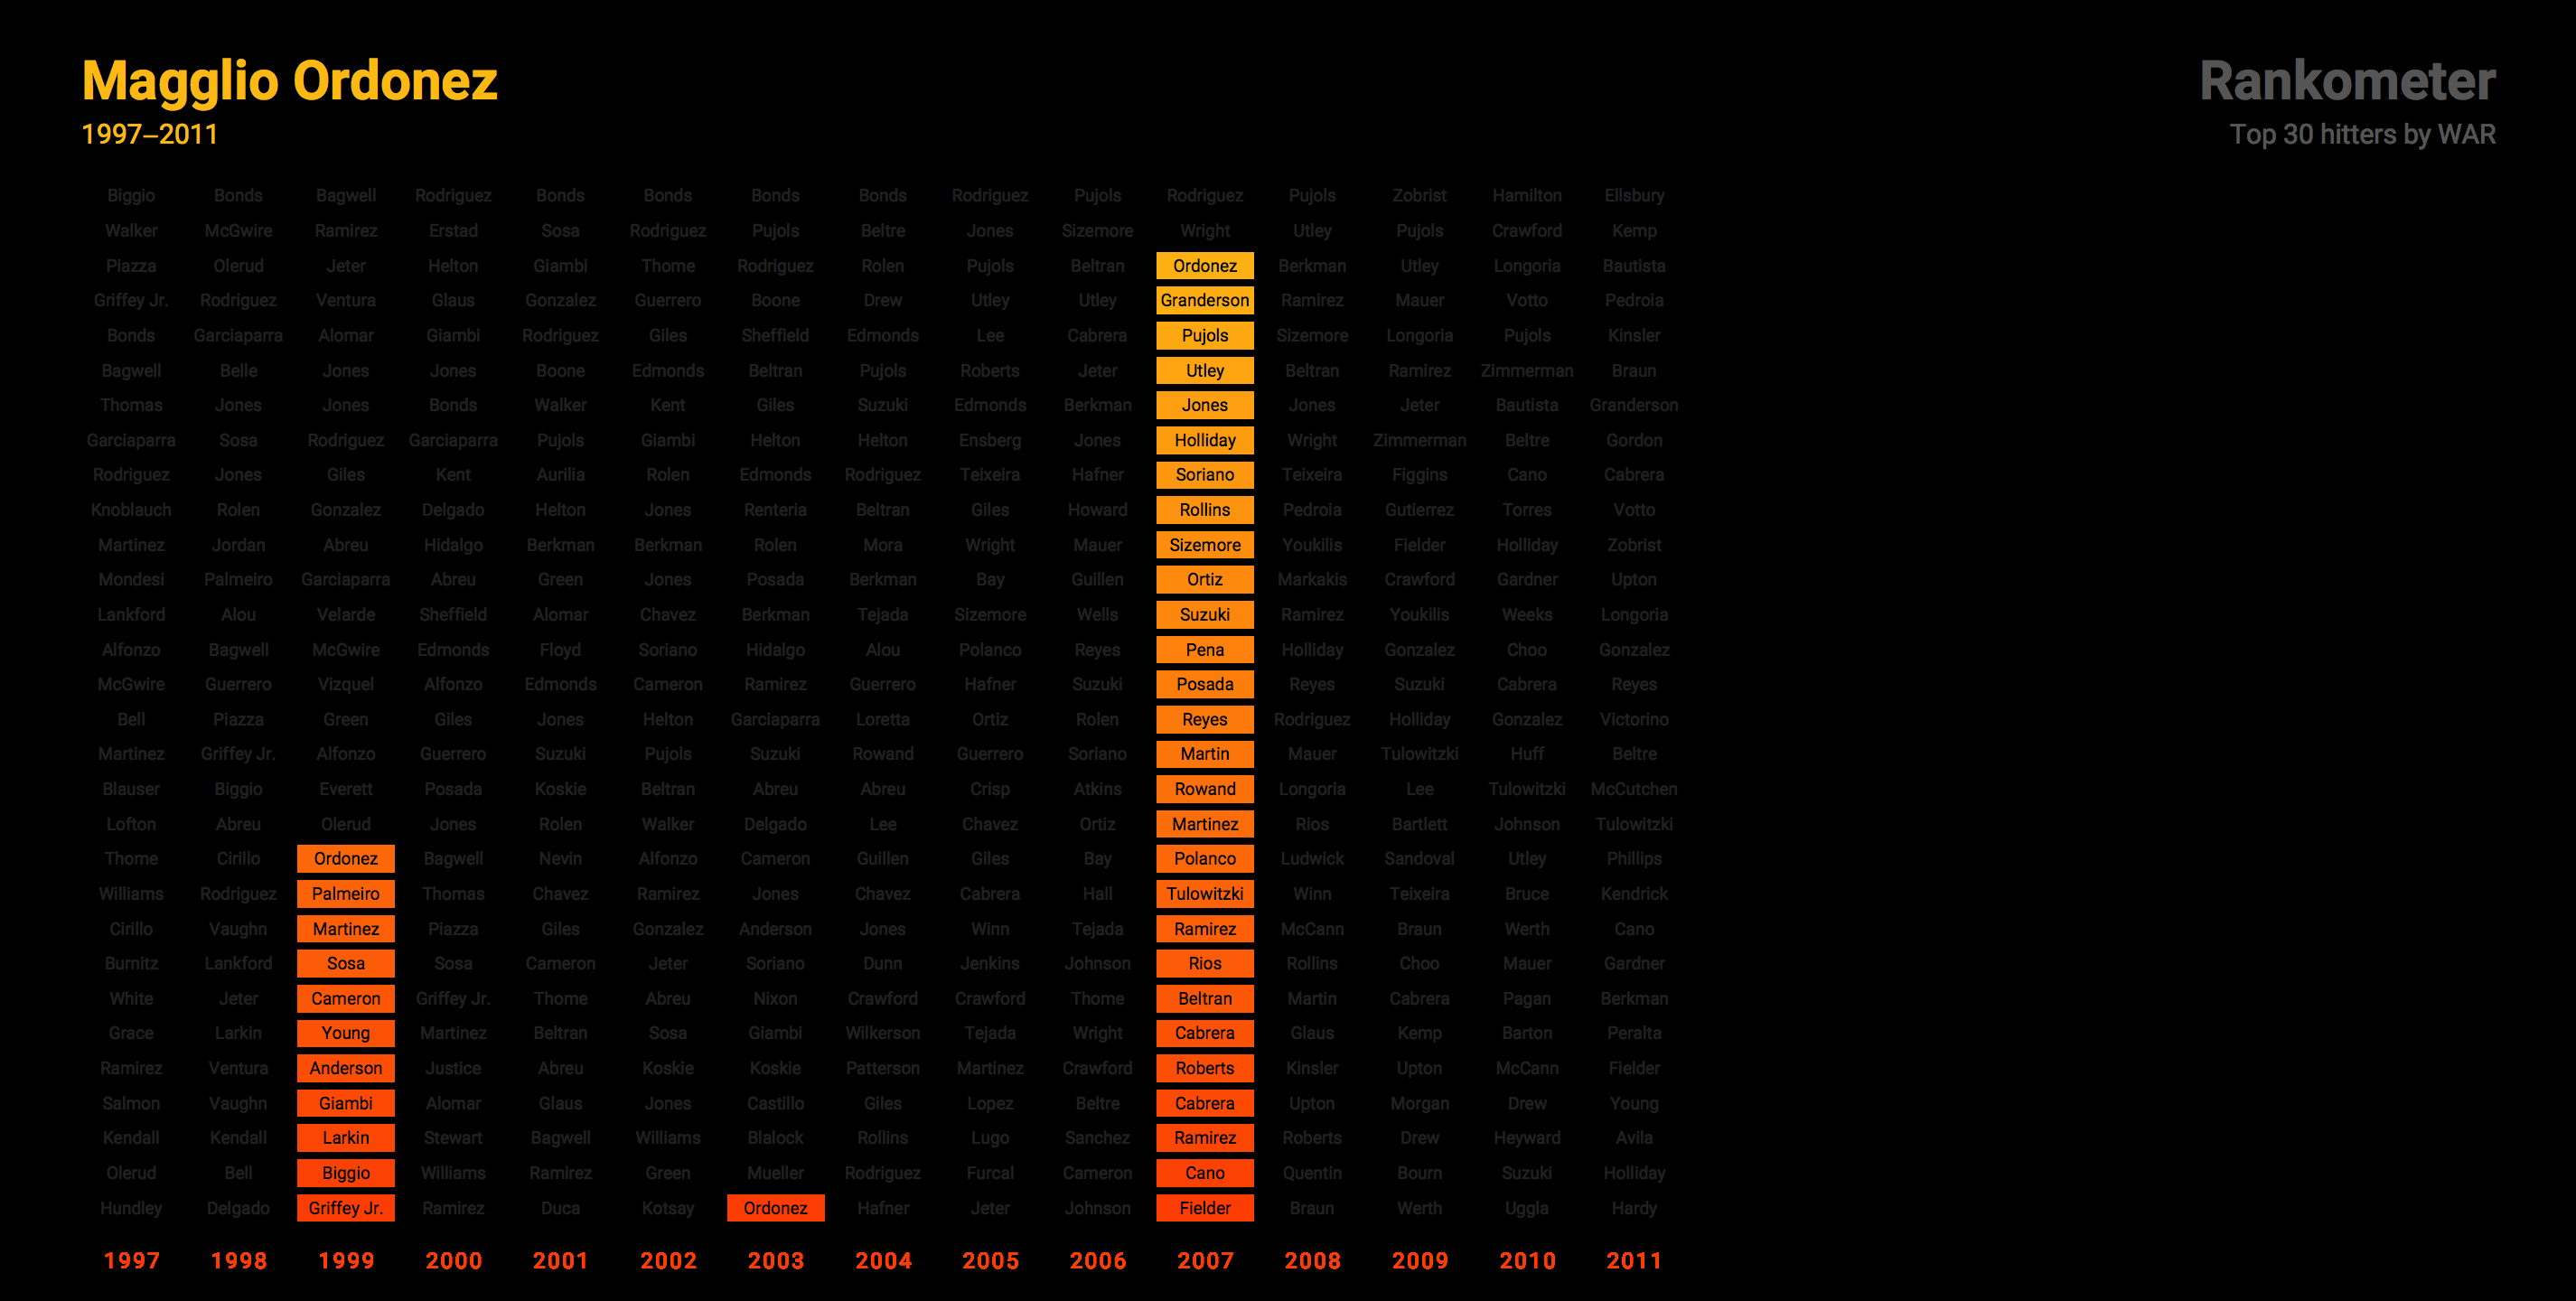 Magglio Ordonez Rankometer
1997–2011 Top 30 hitters by WAR
Biggio Bonds Bagwell Rodriguez Bonds Bonds Bonds Bonds Rodriguez Pujols Rodriguez Pujols Zobrist Hamilton Ellsbury
Walker McGwire Ramirez Erstad Sosa Rodriguez Pujols Beltre Jones Sizemore Wright Utley Pujols Crawford Kemp
Piazza Olerud Jeter Helton Giambi Thome Rodriguez Rolen Pujols Beltran Ordonez Berkman Utley Longoria Bautista
Griffey Jr. Rodriguez Ventura Glaus Gonzalez Guerrero Boone Drew Utley Utley Granderson Ramirez Mauer Votto Pedroia
Bonds Garciaparra Alomar Giambi Rodriguez Giles Sheffield Edmonds Lee Cabrera Pujols Sizemore Longoria Pujols Kinsler
Bagwell Belle Jones Jones Boone Edmonds Beltran Pujols Roberts Jeter Utley Beltran Ramirez Zimmerman Braun
Thomas Jones Jones Bonds Walker Kent Giles Suzuki Edmonds Berkman Jones Jones Jeter Bautista Granderson
Garciaparra Sosa Rodriguez Garciaparra Pujols Giambi Helton Helton Ensberg Jones Holliday Wright Zimmerman Beltre Gordon
Rodriguez Jones Giles Kent Aurilia Rolen Edmonds Rodriguez Teixeira Hafner Soriano Teixeira Figgins Cano Cabrera
Knoblauch Rolen Gonzalez Delgado Helton Jones Renteria Beltran Giles Howard Rollins Pedroia Gutierrez Torres Votto
Martinez Jordan Abreu Hidalgo Berkman Berkman Rolen Mora Wright Mauer Sizemore Youkilis Fielder Holliday Zobrist
Mondesi Palmeiro Garciaparra Abreu Green Jones Posada Berkman Bay Guillen Ortiz Markakis Crawford Gardner Upton
Lankford Alou Velarde Sheffield Alomar Chavez Berkman Tejada Sizemore Wells Suzuki Ramirez Youkilis Weeks Longoria
Alfonzo Bagwell McGwire Edmonds Floyd Soriano Hidalgo Alou Polanco Reyes Pena Holliday Gonzalez Choo Gonzalez
McGwire Guerrero Vizquel Alfonzo Edmonds Cameron Ramirez Guerrero Hafner Suzuki Posada Reyes Suzuki Cabrera Reyes
Bell Piazza Green Giles Jones Helton Garciaparra Loretta Ortiz Rolen Reyes Rodriguez Holliday Gonzalez Victorino
Martinez Griffey Jr. Alfonzo Guerrero Suzuki Pujols Suzuki Rowand Guerrero Soriano Martin Mauer Tulowitzki Huff Beltre
Blauser Biggio Everett Posada Koskie Beltran Abreu Abreu Crisp Atkins Rowand Longoria Lee Tulowitzki McCutchen
Lofton Abreu Olerud Jones Rolen Walker Delgado Lee Chavez Ortiz Martinez Rios Bartlett Johnson Tulowitzki
Thome Cirillo Ordonez Bagwell Nevin Alfonzo Cameron Guillen Giles Bay Polanco Ludwick Sandoval Utley Phillips
Williams Rodriguez Palmeiro Thomas Chavez Ramirez Jones Chavez Cabrera Hall Tulowitzki Winn Teixeira Bruce Kendrick
Cirillo Vaughn Martinez Piazza Giles Gonzalez Anderson Jones Winn Tejada Ramirez McCann Braun Werth Cano
Burnitz Lankford Sosa Sosa Cameron Jeter Soriano Dunn Jenkins Johnson Rios Rollins Choo Mauer Gardner
White Jeter Cameron Griffey Jr. Thome Abreu Nixon Crawford Crawford Thome Beltran Martin Cabrera Pagan Berkman
Grace Larkin Young Martinez Beltran Sosa Giambi Wilkerson Tejada Wright Cabrera Glaus Kemp Barton Peralta
Ramirez Ventura Anderson Justice Abreu Koskie Koskie Patterson Martinez Crawford Roberts Kinsler Upton McCann Fielder
Salmon Vaughn Giambi Alomar Glaus Jones Castillo Giles Lopez Beltre Cabrera Upton Morgan Drew Young
Kendall Kendall Larkin Stewart Bagwell Williams Blalock Rollins Lugo Sanchez Ramirez Roberts Drew Heyward Avila
Olerud Bell Biggio Williams Ramirez Green Mueller Rodriguez Furcal Cameron Cano Quentin Bourn Suzuki Holliday
Hundley Delgado Griffey Jr. Ramirez Duca Kotsay Ordonez Hafner Jeter Johnson Fielder Braun Werth Uggla Hardy
1997 1998 1999 2000 2001 2002 2003 2004 2005 2006 2007 2008 2009 2010 2011